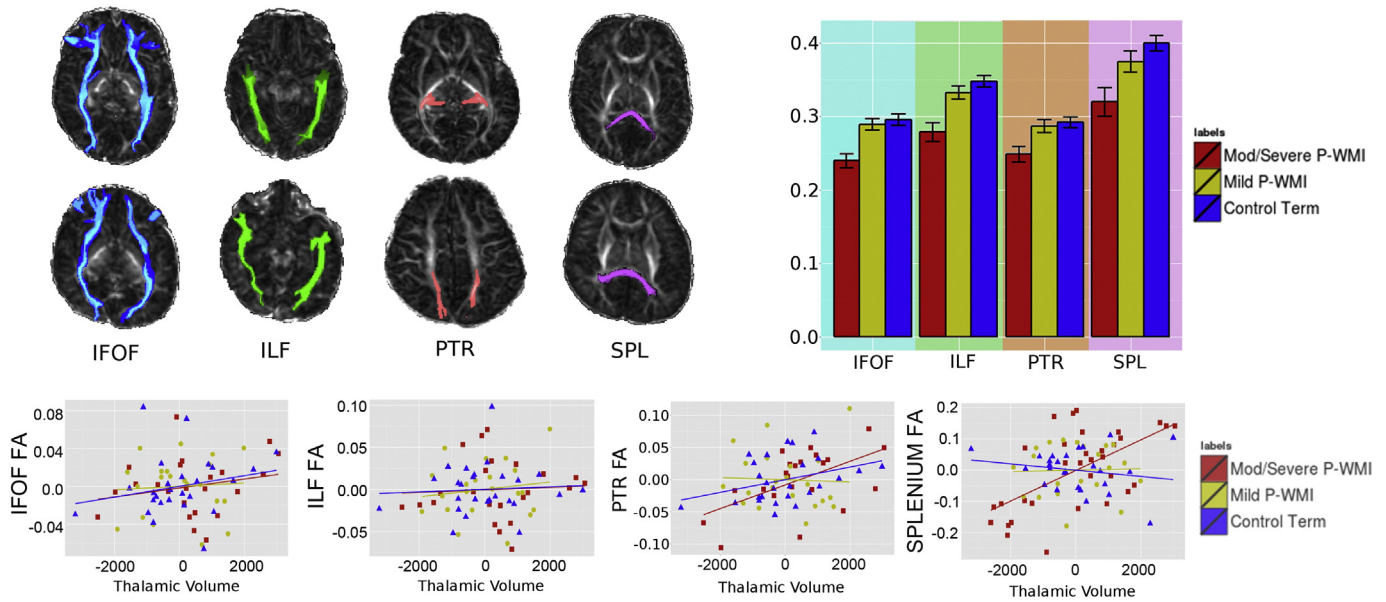 IFOF
ILF
PTR
SPL
0.4
0.3
0.2
0.1
0.0
IFOF
ILF
PTR
SPL
labels
Mod/Severe P-WMI
Mild P-WMI
Control Term
IFOF FA
0.08
0.04
0.0
-0.04
-2000
0
2000
Thalamic Volume
ILF FA
0.10
0.05
0.00
-0.05
-2000
0
2000
Thalamic Volume
PTR FA
0.10
0.05
0.00
-0.05
-0.10
-2000
0
2000
Thalamic Volume
SPLENIUM FA
0.2
0.1
0.0
-0.1
-0.2
-2000
0
2000
Thalamic Volume
labels
Mod/Severe P-WMI
Mild P-WMI
Control Term